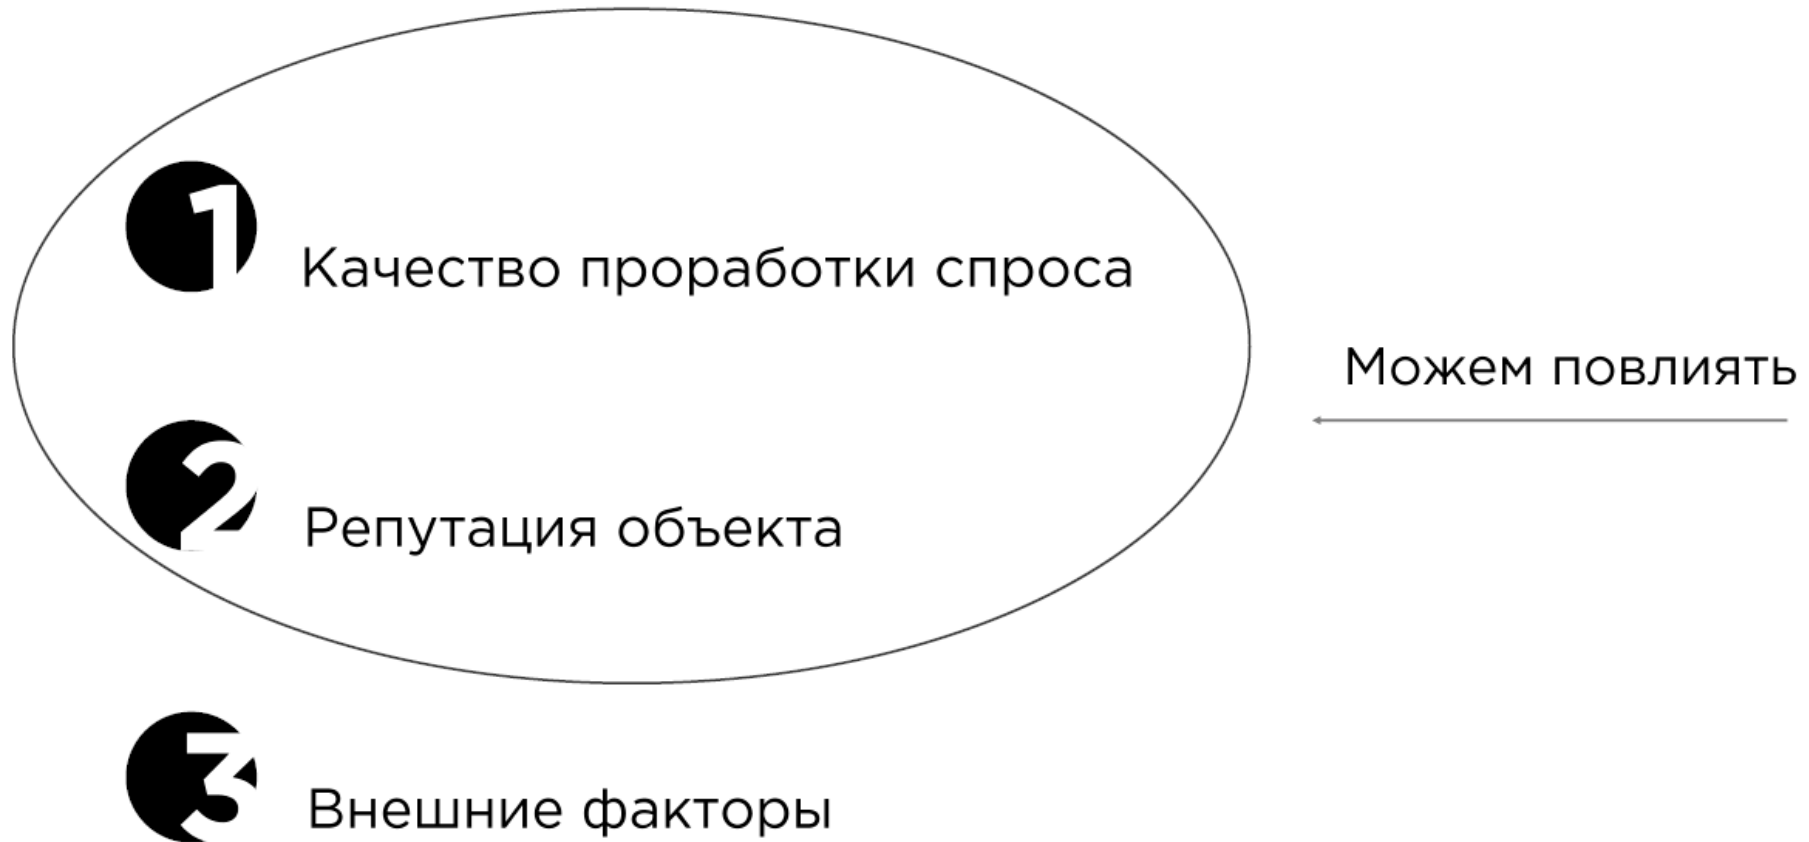 1
Качество проработки спроса
Можем повлиять
2
Репутация объекта
3
Внешние факторы